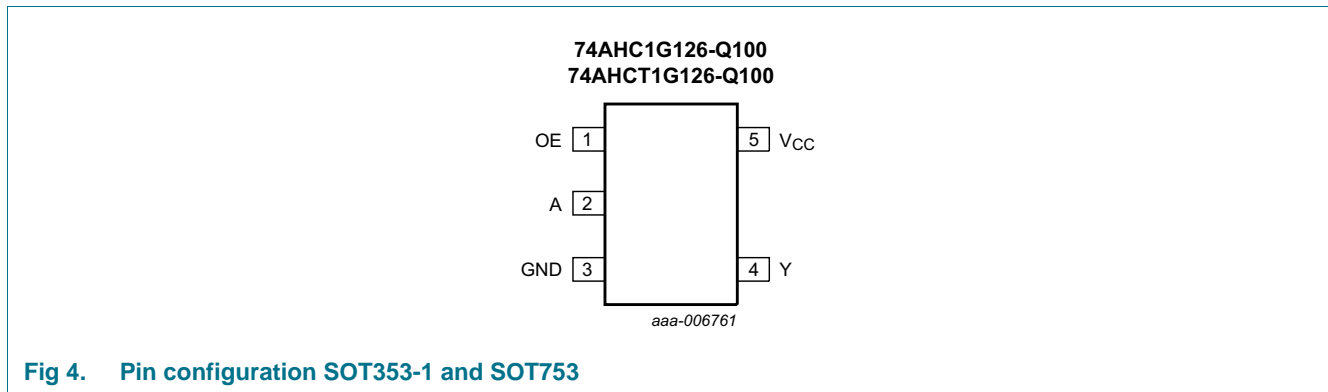 74AHC1G126-Q100
74AHCT1G126-Q100
OE 1
5 VCC
A 2
GND 3
4 Y
aaa-006761
Fig 4. Pin configuration SOT353-1 and SOT753